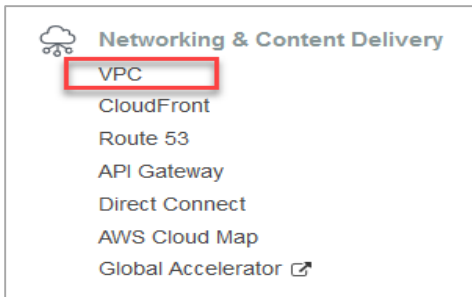 Networking & Content Delivery
VPC
CloudFront
Route 53
API Gateway
Direct Connect
AWS Cloud Map
Global Accelerator